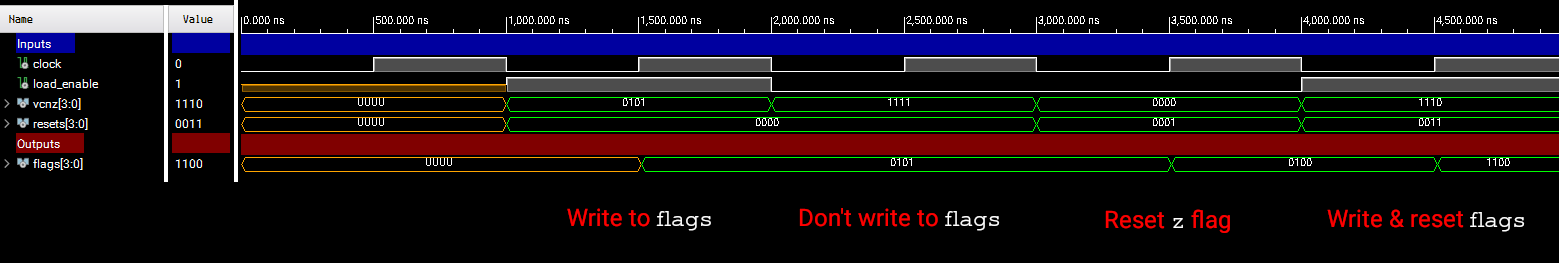 Name Value 0.000 ns 500.000 ns 1,000.000 ns 1,500.000 ns 2,000.000 ns 2,500.000 ns 3,000.000 ns 3,500.000 ns 4,000.000 ns 4,500.000 ns
Inputs
clock 0
load_enable 1
vcnz[3:0] 1110 UUUU 0101 1111 0000 1110
resets[3:0] 0011 UUUU 0000 0001 0011
Outputs
flags[3:0] 1100 UUUU 0101 0100 1100
Write to flags Don't write to flags Reset z flag Write & reset flags